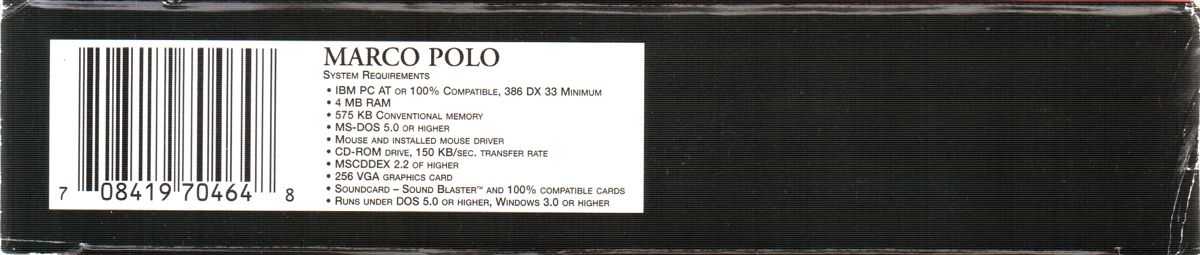 MARCO POLO
SYSTEM REQUIREMENTS
• IBM PC AT OR 100% COMPATIBLE, 386 DX 33 MINIMUM
• 4 MB RAM
• 575 KB CONVENTIONAL MEMORY
• MS-DOS 5.0 OR HIGHER
• MOUSE AND INSTALLED MOUSE DRIVER
• CD-ROM DRIVE, 150 KB/SEC. TRANSFER RATE
• MSCDDEX 2.2 OF HIGHER
• 256 VGA GRAPHICS CARD
• SOUNDCARD – SOUND BLASTER™ AND 100% COMPATIBLE CARDS
• RUNS UNDER DOS 5.0 OR HIGHER, WINDOWS 3.0 OR HIGHER
7 08419 70464 8